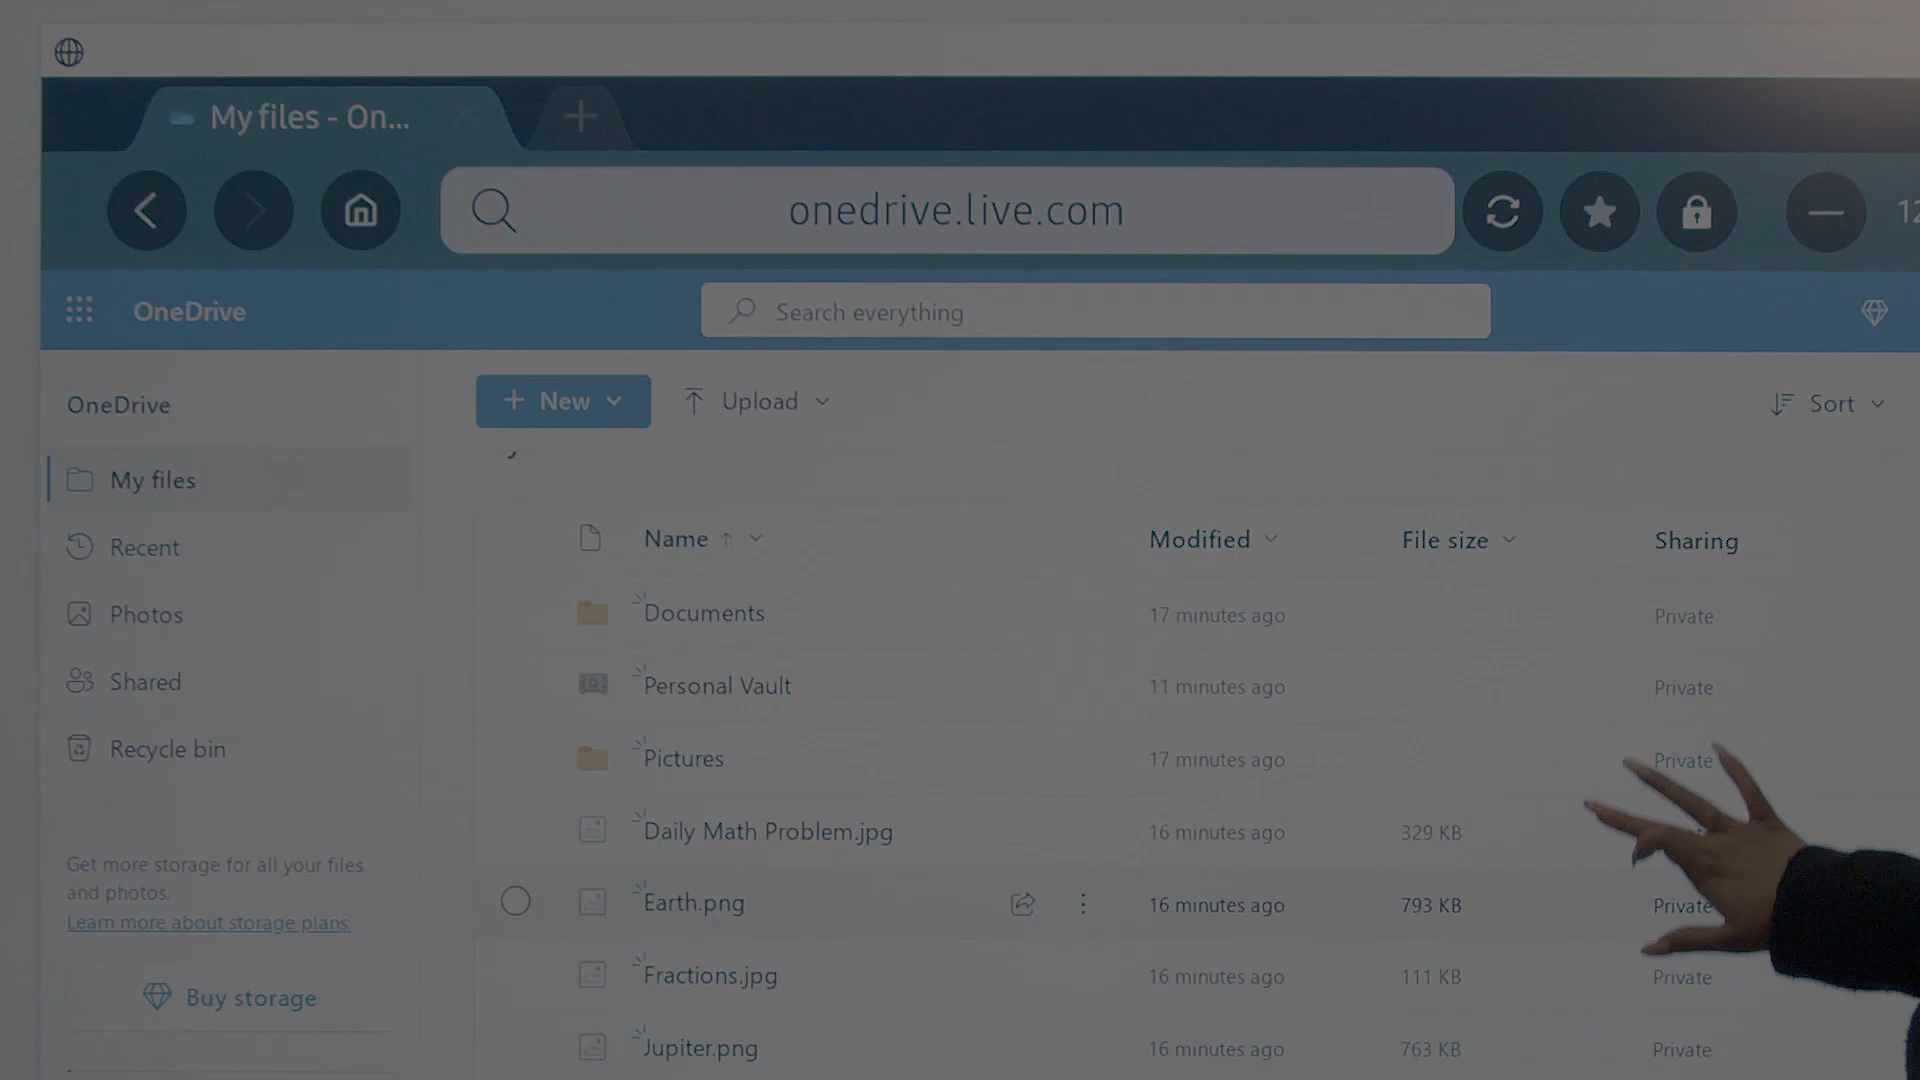 My files - On...
onedrive.live.com
12
OneDrive
Search everything
OneDrive
New
Upload
Sort
My files
Recent
Photos
Shared
Recycle bin
Get more storage for all your files
and photos.
Learn more about storage plans.
Buy storage
Name Modified File size Sharing
Documents 17 minutes ago Private
Personal Vault 11 minutes ago Private
Pictures 17 minutes ago Private
Daily Math Problem.jpg 16 minutes ago 329 KB
Earth.png 16 minutes ago 793 KB Private
Fractions.jpg 16 minutes ago 111 KB Private
Jupiter.png 16 minutes ago 763 KB Private